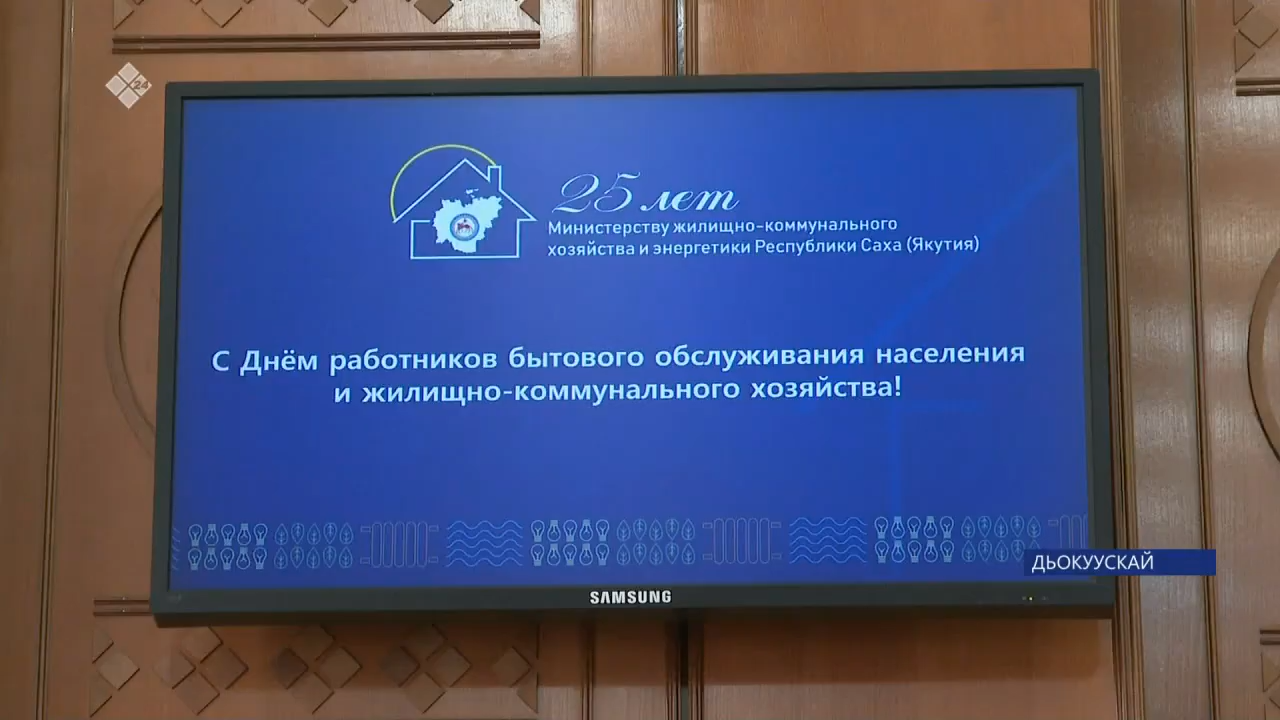 24
25 лет
Министерству жилищно-коммунального
хозяйства и энергетики Республики Саха (Якутия)
С Днём работников бытового обслуживания населения
и жилищно-коммунального хозяйства!
ДЬОКУУСКАЙ
SAMSUNG